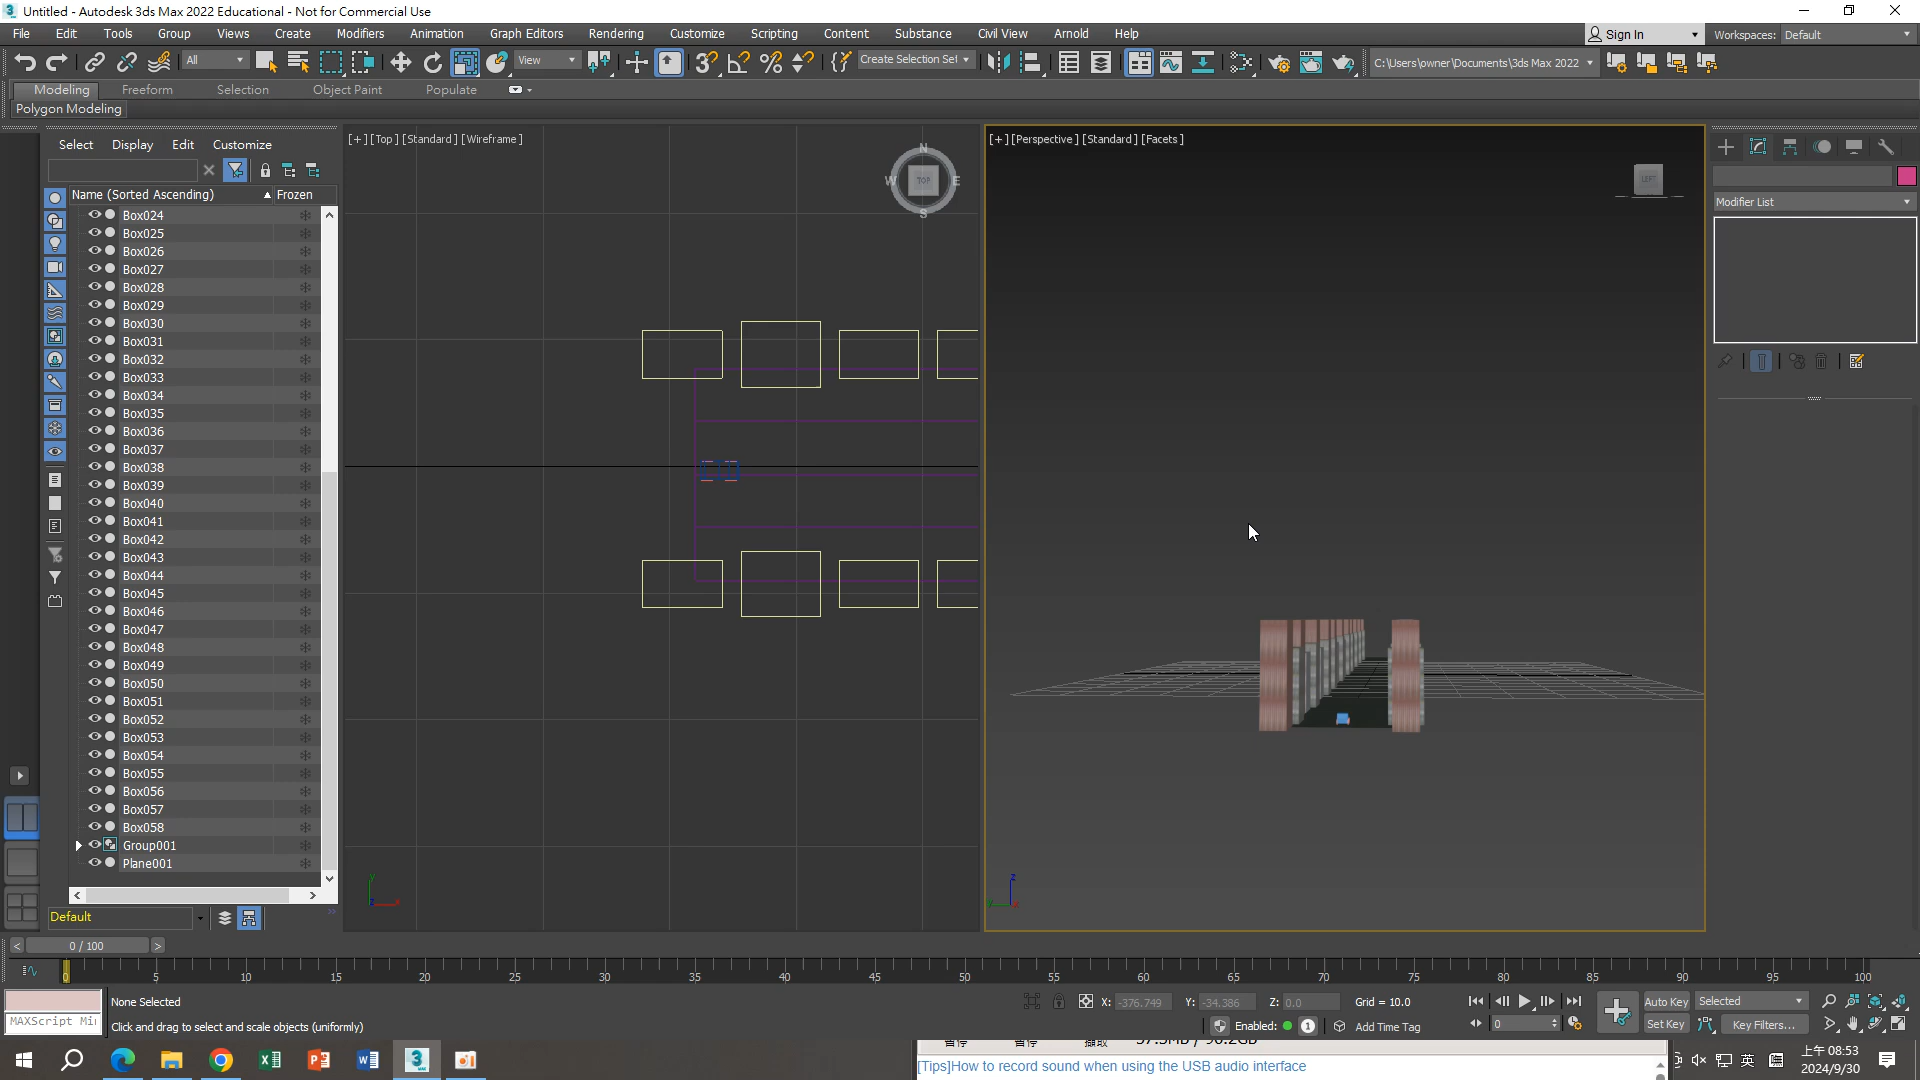 Untitled - Autodesk 3ds Max 2022 Educational - Not for Commercial Use
File Edit Tools Group Views Create Modifiers Animation Graph Editors Rendering Customize Scripting Content Substance Civil View Arnold Help
Sign In Workspaces: Default
All View Create Selection Set C:\Users\owner\Documents\3ds Max 2022
Modeling Freeform Selection Object Paint Populate
Polygon Modeling
Select Display Edit Customize
[+] [Top] [Standard] [Wireframe]
[+] [Perspective] [Standard] [Facets]
N
W TOP E
S
LEFT
Name (Sorted Ascending) Frozen
Modifier List
Box024
Box025
Box026
Box027
Box028
Box029
Box030
Box031
Box032
Box033
Box034
Box035
Box036
Box037
Box038
Box039
Box040
Box041
Box042
Box043
Box044
Box045
Box046
Box047
Box048
Box049
Box050
Box051
Box052
Box053
Box054
Box055
Box056
Box057
Box058
Group001
Plane001
Default
0 / 100
0 5 10 15 20 25 30 35 40 45 50 55 60 65 70 75 80 85 90 95 100
None Selected
X: -376.749 Y: -34.386 Z: 0.0 Grid = 10.0
Auto Key Selected
MAXScript Mi
Click and drag to select and scale objects (uniformly)
Enabled: 1 Add Time Tag
0
Set Key Key Filters...
[Tips]How to record sound when using the USB audio interface
英
上午 08:53
2024/9/30